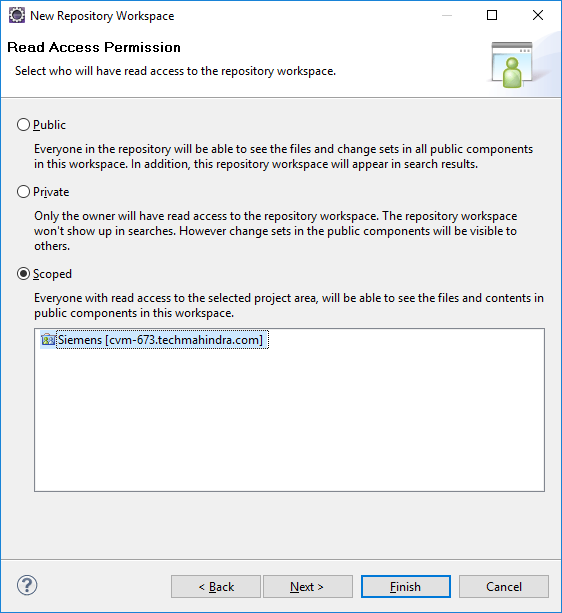 New Repository Workspace
Read Access Permission
Select who will have read access to the repository workspace.
Public
Everyone in the repository will be able to see the files and change sets in all public components
in this workspace. In addition, this repository workspace will appear in search results.
Private
Only the owner will have read access to the repository workspace. The repository workspace
won't show up in searches. However change sets in the public components will be visible to
others.
Scoped
Everyone with read access to the selected project area, will be able to see the files and contents in
public components in this workspace.
Siemens [cvm-673.techmahindra.com]
?
< Back
Next >
Finish
Cancel